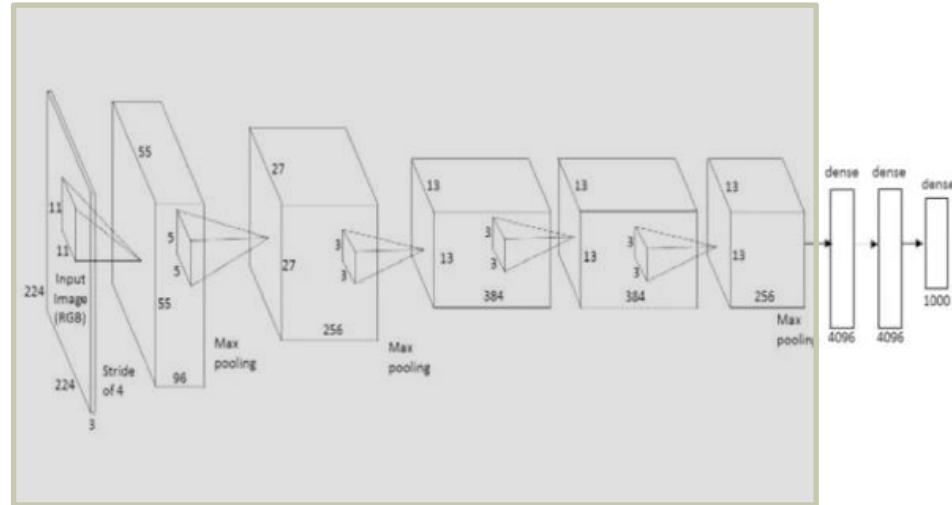 224
11
11
Input
Image
(RGB)
224
3
Stride
of 4
55
55
96
5
5
Max
pooling
27
27
256
3
3
Max
pooling
13
13
384
3
3
13
13
384
3
3
13
13
256
Max
pooling
dense
4096
dense
4096
dense
1000